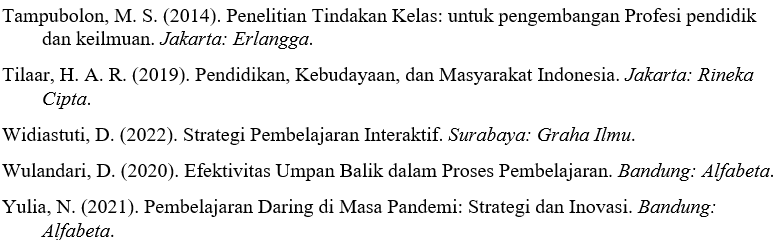 Tampubolon, M. S. (2014). Penelitian Tindakan Kelas: untuk pengembangan Profesi pendidik
dan keilmuan. Jakarta: Erlangga.
Tilaar, H. A. R. (2019). Pendidikan, Kebudayaan, dan Masyarakat Indonesia. Jakarta: Rineka
Cipta.
Widiastuti, D. (2022). Strategi Pembelajaran Interaktif. Surabaya: Graha Ilmu.
Wulandari, D. (2020). Efektivitas Umpan Balik dalam Proses Pembelajaran. Bandung: Alfabeta.
Yulia, N. (2021). Pembelajaran Daring di Masa Pandemi: Strategi dan Inovasi. Bandung:
Alfabeta.